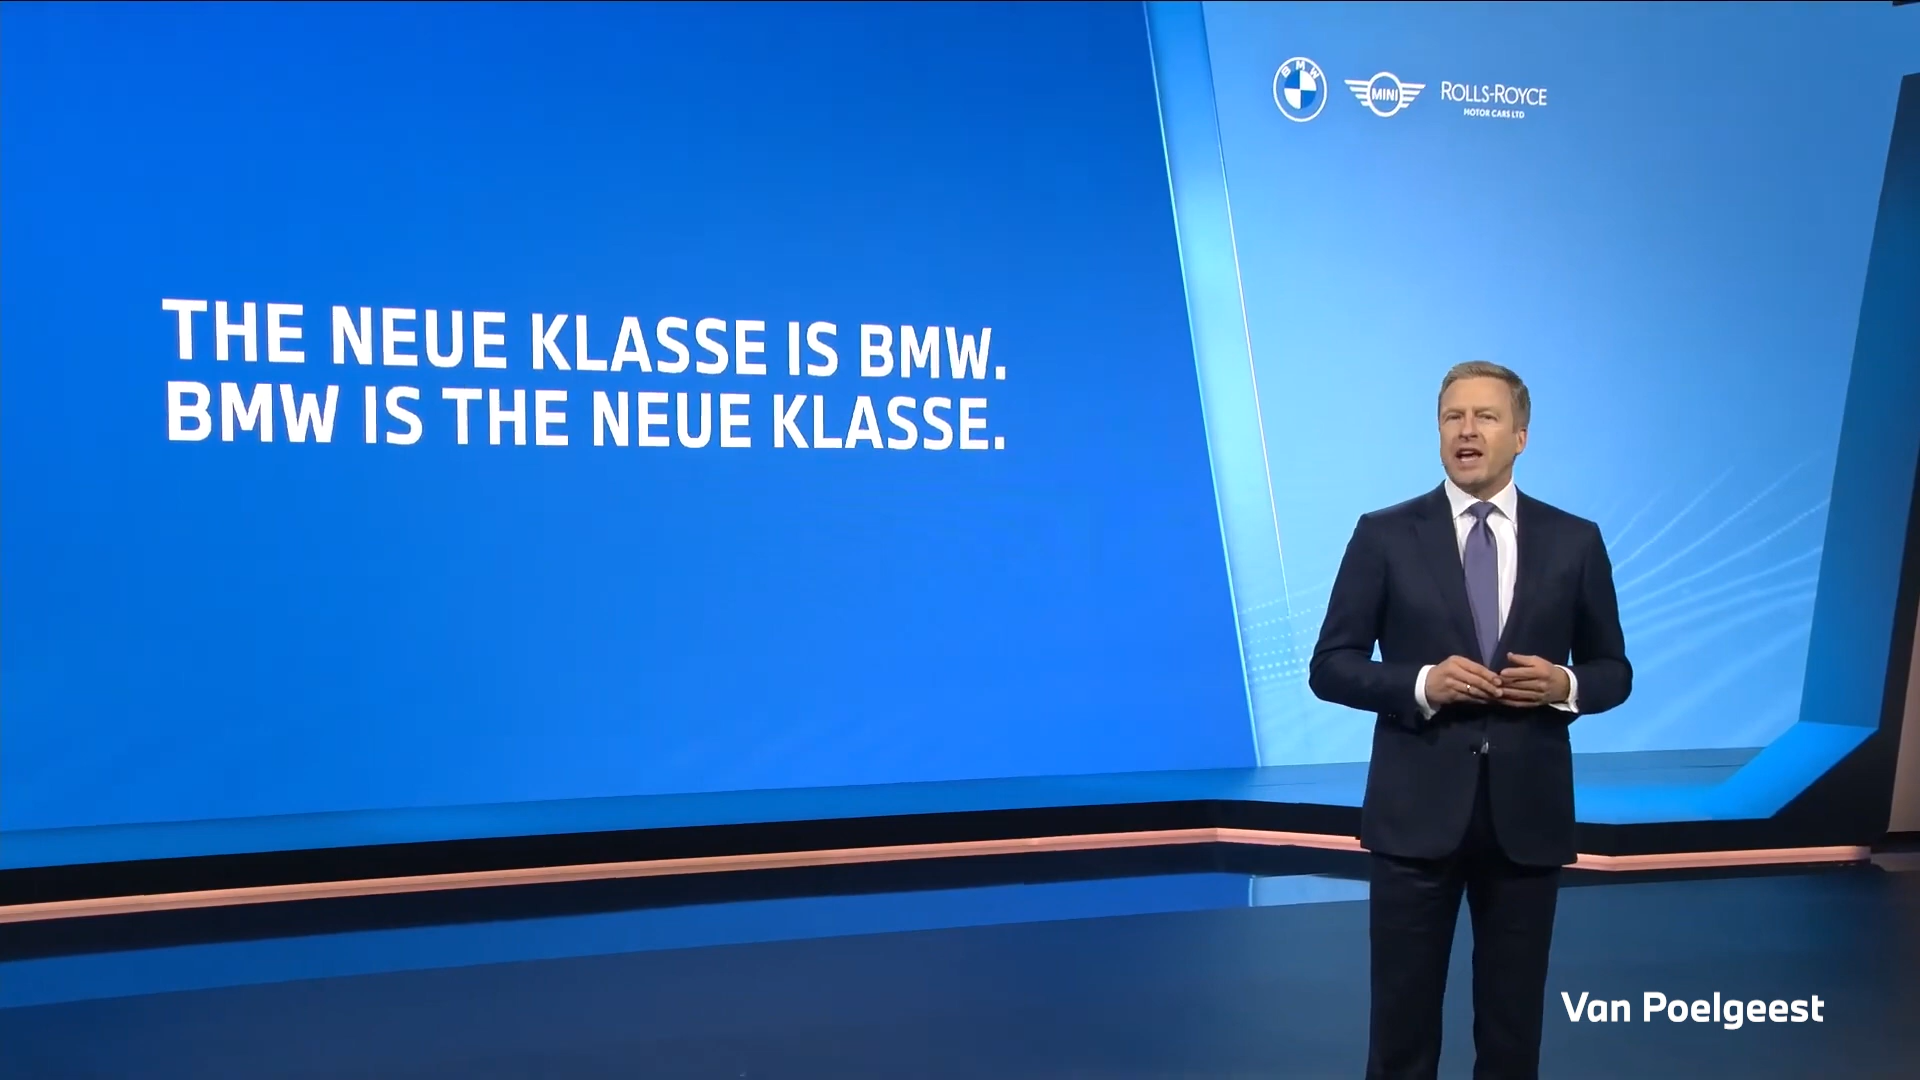 THE NEUE KLASSE IS BMW.
BMW IS THE NEUE KLASSE.
BMW
MINI
ROLLS-ROYCE
MOTOR CARS LTD
Van Poelgeest